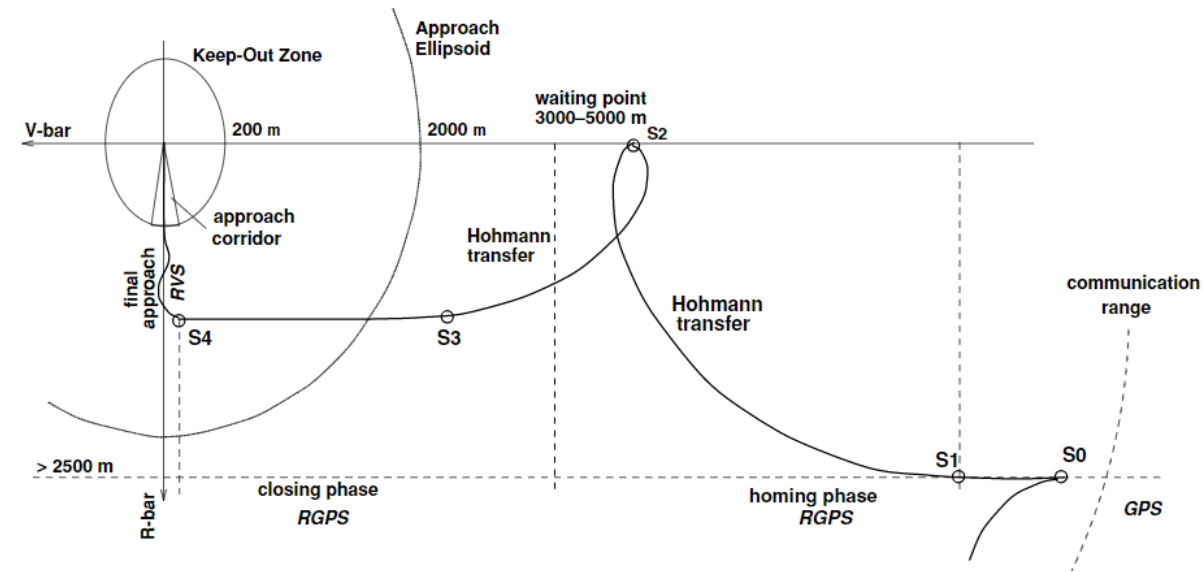 Approach
Ellipsoid
Keep-Out Zone
waiting point
3000–5000 m
S2
V-bar
200 m
2000 m
approach
corridor
Hohmann
transfer
final
approach
RVS
communication
range
Hohmann
transfer
S4
S3
S1
S0
> 2500 m
closing phase
RGPS
homing phase
RGPS
GPS
R-bar